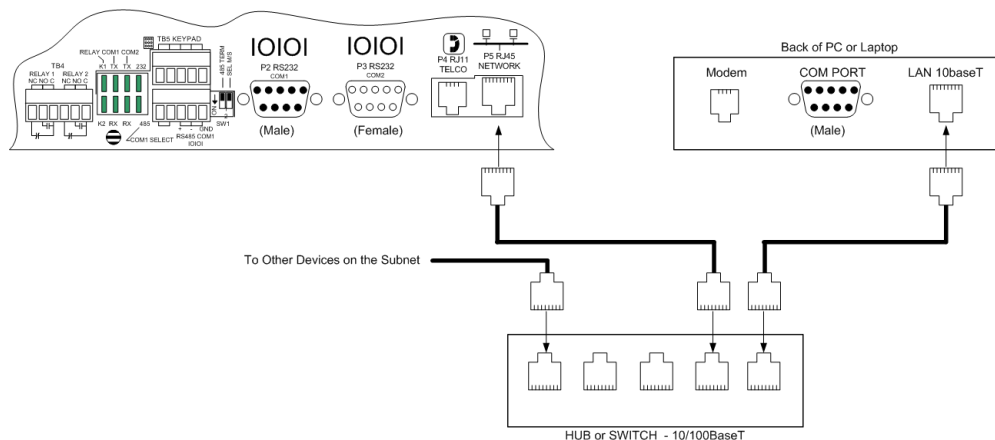 TB5 KEYPAD
RELAY COM1 COM2
K1 TX TX 232
TB4
RELAY 1 RELAY 2
NC NO C NC NO C
K2 RX RX 485
COM1 SELECT
+ - GND
RS485 COM1
IOIOI
485 TERM
SEL M/S
ON
SW1
IOIOI
P2 RS232
COM1
(Male)
IOIOI
P3 RS232
COM2
(Female)
P4 RJ11
TELCO
P5 RJ45
NETWORK
Back of PC or Laptop
Modem
COM PORT
(Male)
LAN 10baseT
To Other Devices on the Subnet
HUB or SWITCH - 10/100BaseT